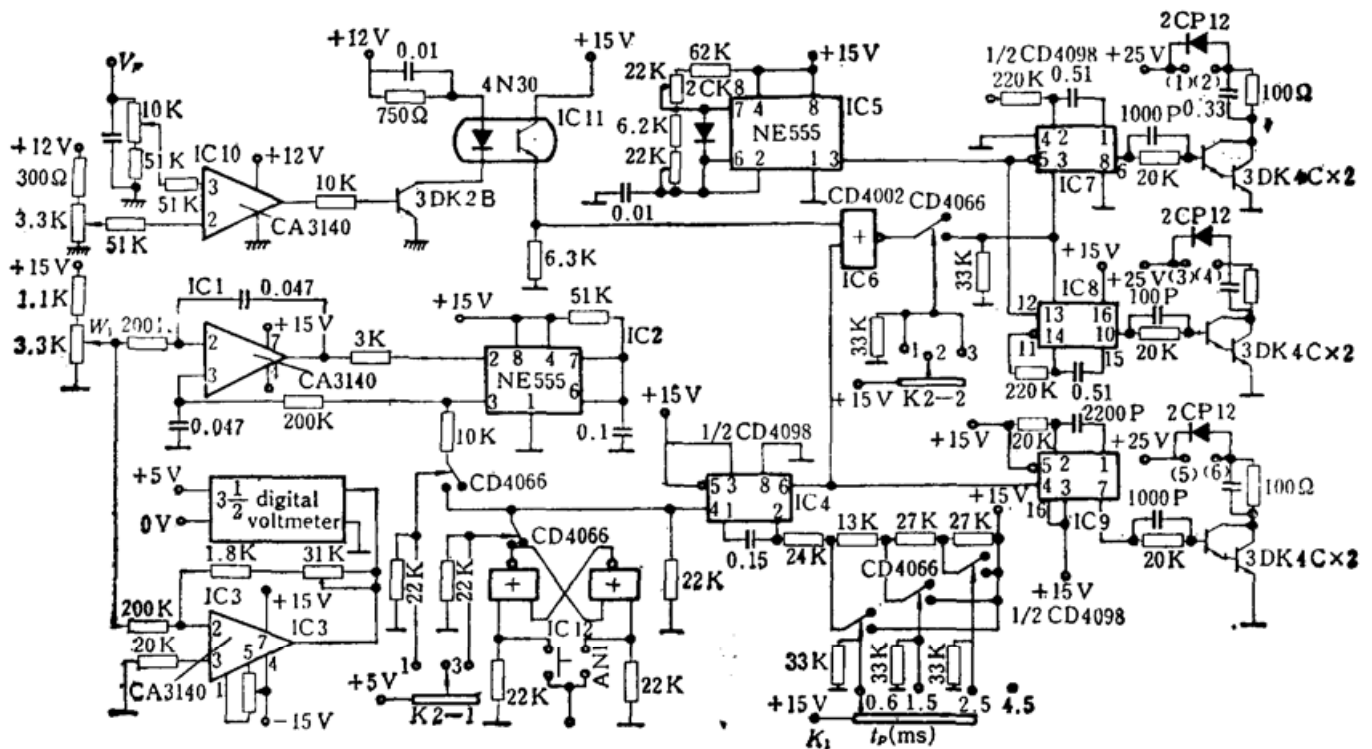 V_P
10K
51K
+12V
300Ω
3.3K
51K
51K
IC10
+12V
3
2
CA3140
10K
+12V
0.01
750Ω
3DK2B
4N30
+15V
IC11
6.3K
62K
22K
2CK
6.2K
22K
0.01
+15V
8
7
4
8
IC5
NE555
6
2
1
3
CD4002
CD4066
+
IC6
33K
33K
1
2
3
+15V
K2-2
1/2 CD4098
220K
0.51
4
2
1
5
3
8
6
IC7
1000P
20K
2CP12
+25V
(1)
(2)
0.33
100Ω
3DK4C×2
+15V
IC8
12
13
16
14
10
11
15
220K
0.51
100P
20K
2CP12
+25V
(3)
(4)
3DK4C×2
+15V
20K
2200P
5
2
1
4
3
7
16
IC9
+15V
1/2 CD4098
1000P
20K
2CP12
+25V
(5)
(6)
100Ω
3DK4C×2
+15V
1.1K
3.3K
IC1
0.047
2
3
+15V
7
CA3140
3K
0.047
200K
+15V
51K
IC2
2
8
4
7
NE555
3
1
6
0.1
10K
CD4066
CD4066
22K
22K
1
3
+5V
K2-1
+
+
IC12
AN1
22K
22K
22K
+15V
1/2 CD4098
5
3
8
6
4
1
2
IC4
0.15
24K
13K
27K
27K
+15V
CD4066
33K
33K
33K
+15V
0.6
1.5
2.5
4.5
K₁
t_P(ms)
+5V
0V
3 1/2 digital
voltmeter
1.8K
31K
200K
20K
IC3
IC3
+15V
2
3
7
5
4
1
CA3140
-15V